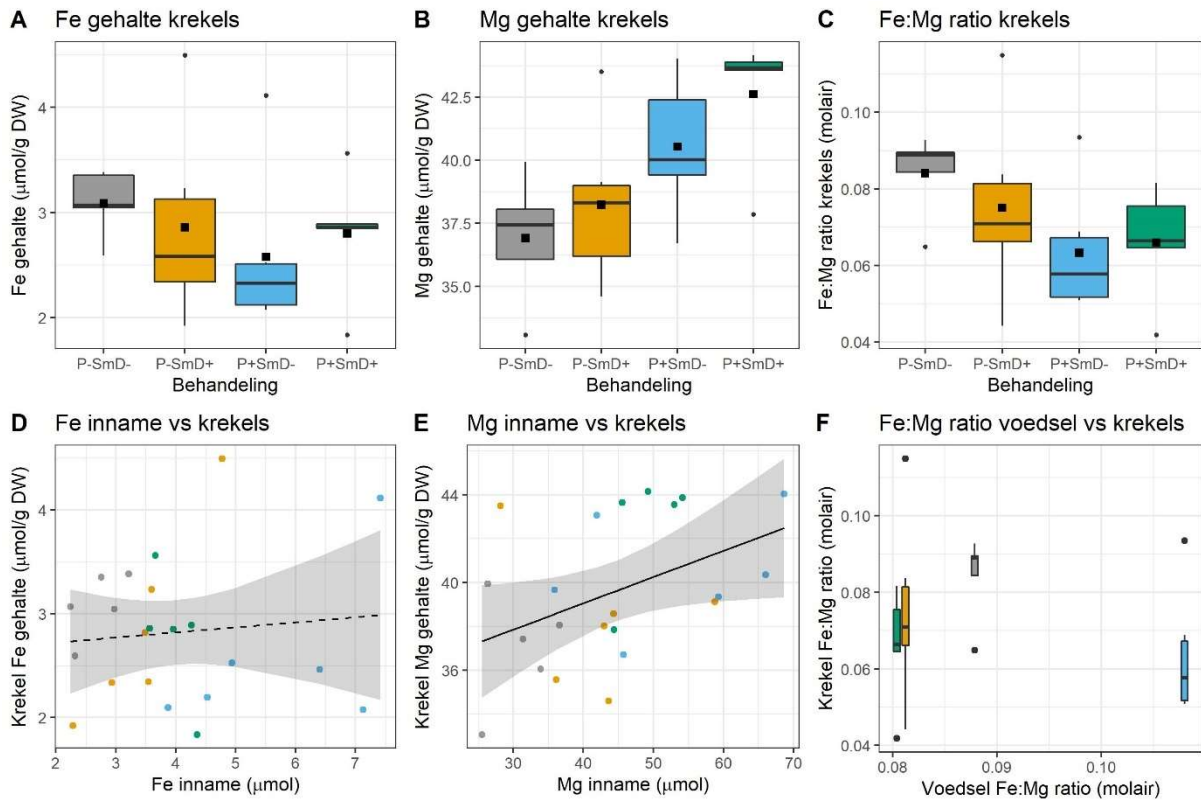 A Fe gehalte krekels
Fe gehalte (μmol/g DW)
4
3
2
P-SmD- P-SmD+ P+SmD- P+SmD+
Behandeling
B Mg gehalte krekels
Mg gehalte (μmol/g DW)
42.5
40.0
37.5
35.0
P-SmD- P-SmD+ P+SmD- P+SmD+
Behandeling
C Fe:Mg ratio krekels
Fe:Mg ratio krekels (molair)
0.10
0.08
0.06
0.04
P-SmD- P-SmD+ P+SmD- P+SmD+
Behandeling
D Fe inname vs krekels
Krekel Fe gehalte (μmol/g DW)
4
3
2
2 3 4 5 6 7
Fe inname (μmol)
E Mg inname vs krekels
Krekel Mg gehalte (μmol/g DW)
44
40
36
30 40 50 60 70
Mg inname (μmol)
F Fe:Mg ratio voedsel vs krekels
Krekel Fe:Mg ratio (molair)
0.10
0.08
0.06
0.04
0.08 0.09 0.10
Voedsel Fe:Mg ratio (molair)